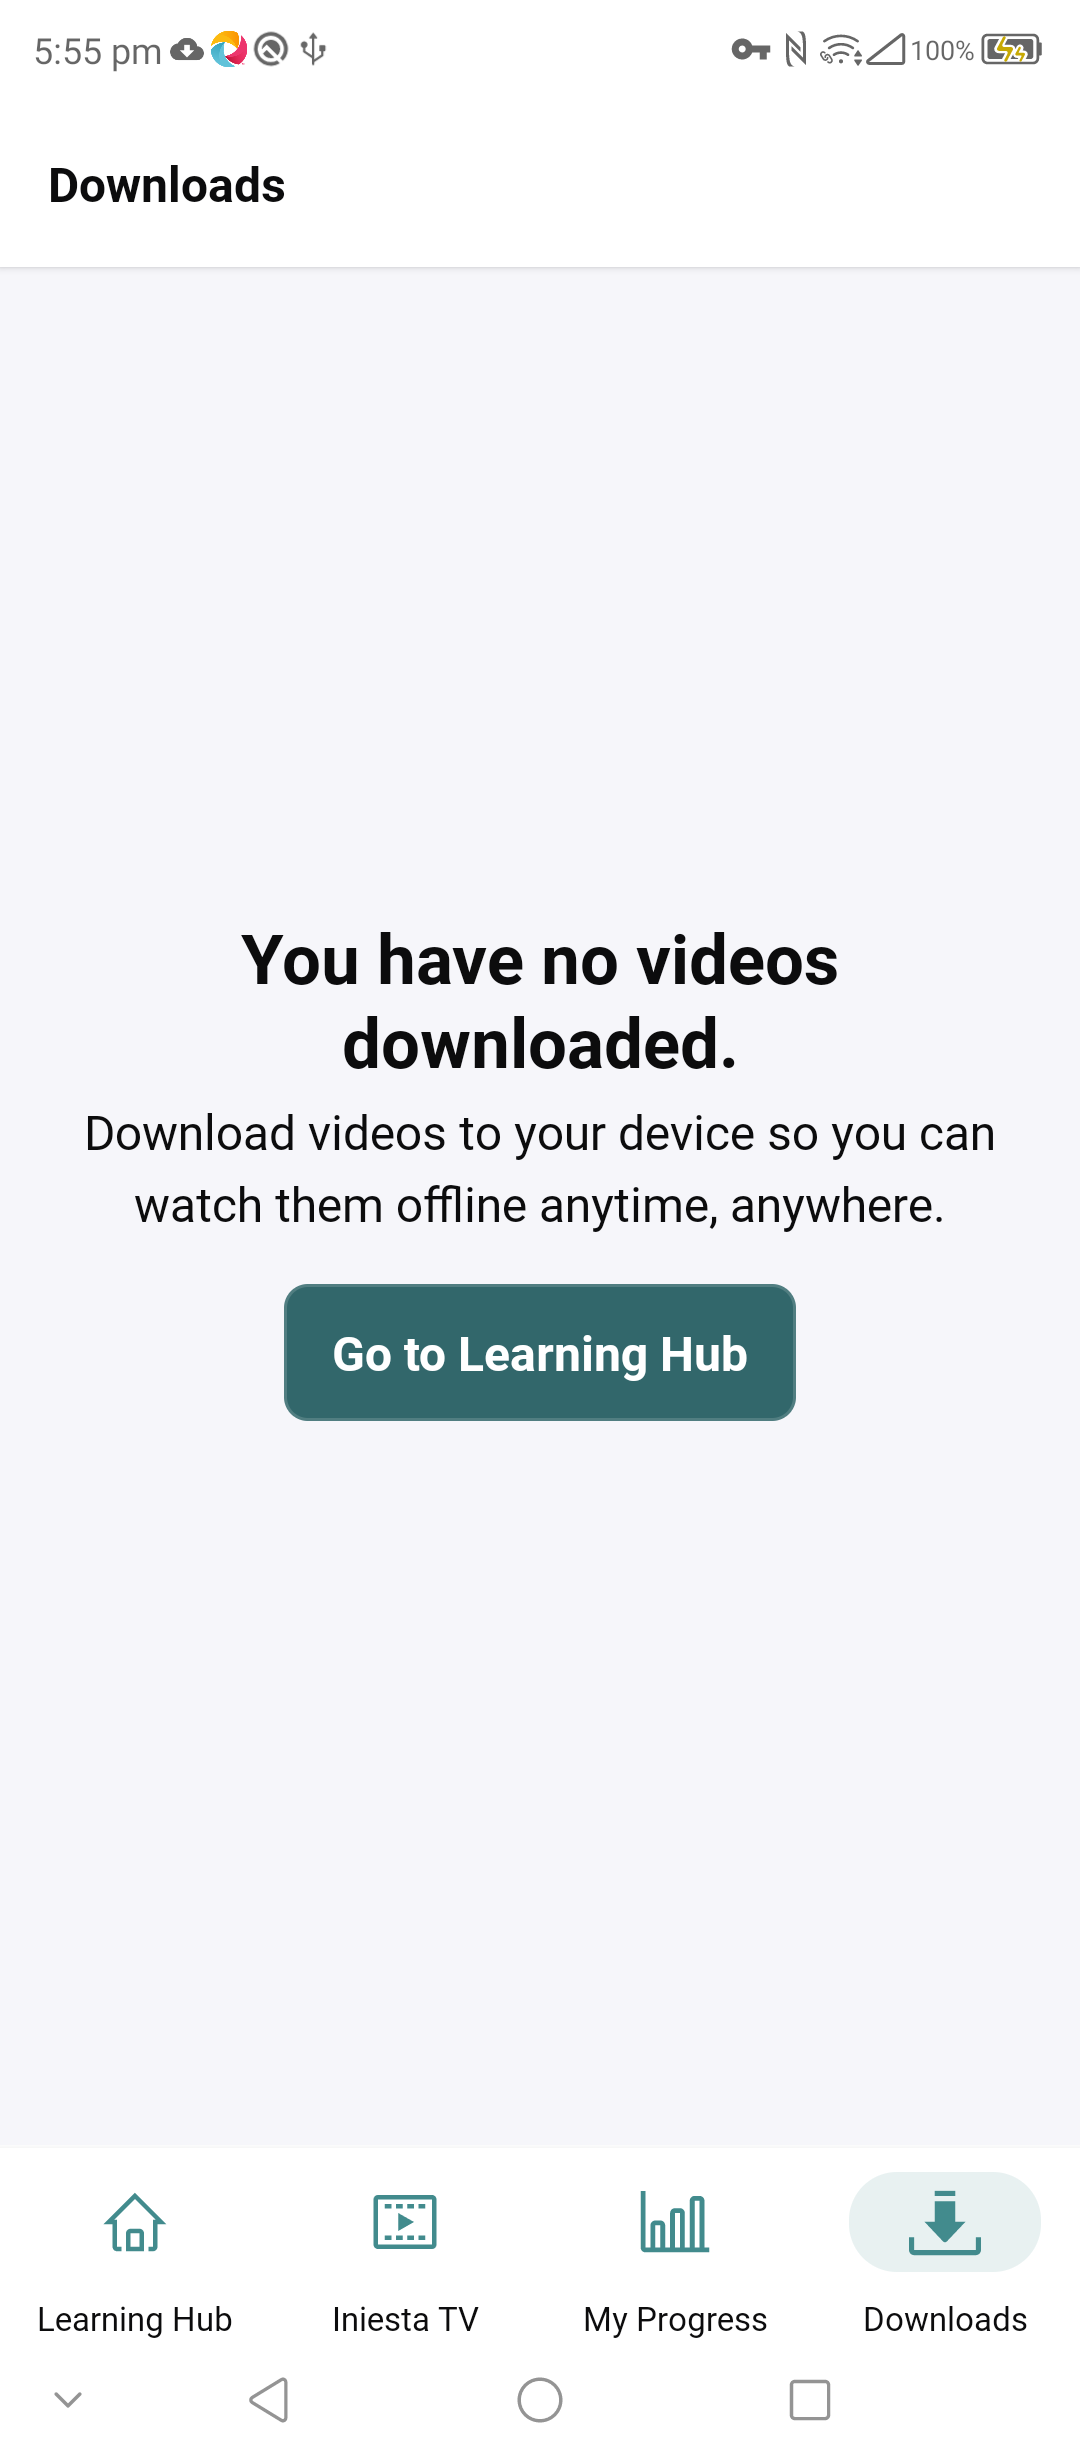 5:55 pm
100%
Downloads
You have no videos
downloaded.
Download videos to your device so you can
watch them offline anytime, anywhere.
Go to Learning Hub
Learning Hub
Iniesta TV
My Progress
Downloads